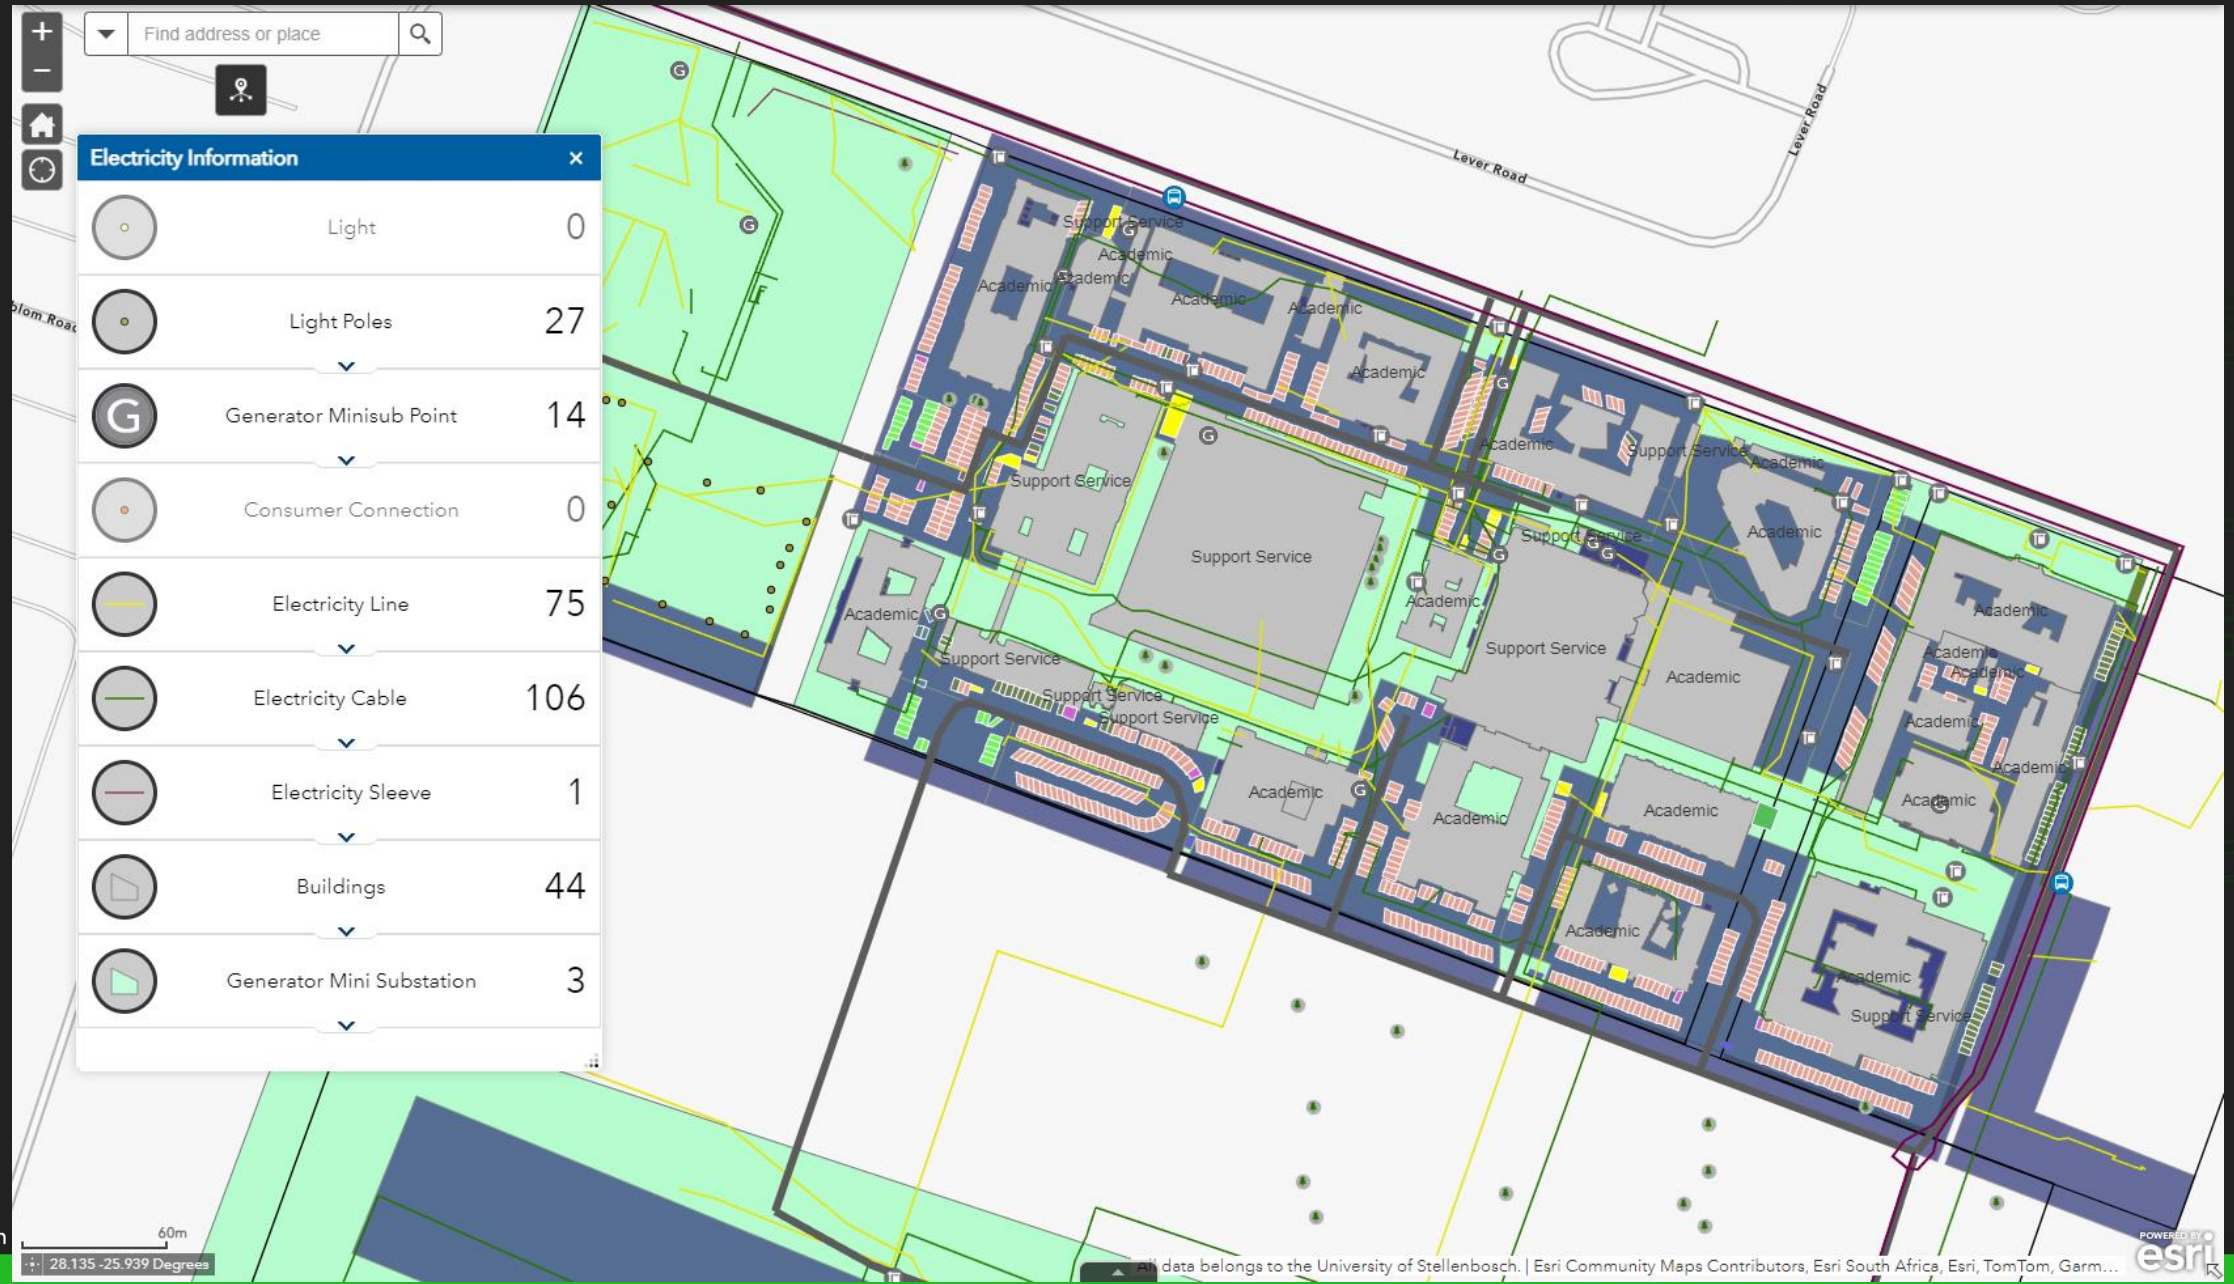 +
Find address or place
−
Electricity Information
×
Light 0
Light Poles 27
G Generator Minisub Point 14
Consumer Connection 0
Electricity Line 75
Electricity Cable 106
Electricity Sleeve 1
Buildings 44
Generator Mini Substation 3
Lever Road
Lever Road
G
G
Support Service
G
Academic
Academic
Academic
Academic
Academic
Academic
G
Academic
Support Service
Academic
G
Support Service
Academic
Support Service
Support Service
G
G
G
Academic
Academic
G
Academic
Support Service
Academic
Support Service
Academic
Academic
Academic
Support Service
Support Service
Academic
Academic
Academic
G
Academic
G
Academic
Academic
Academic
Academic
Support Service
60m
28.135 -25.939 Degrees
All data belongs to the University of Stellenbosch. | Esri Community Maps Contributors, Esri South Africa, Esri, TomTom, Garm...
POWERED BY
esri